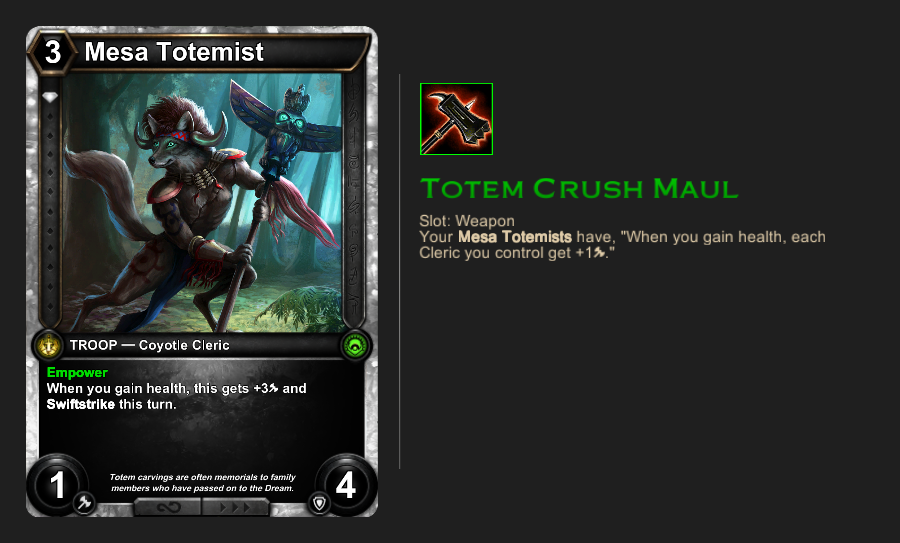 3 Mesa Totemist
TROOP — Coyotle Cleric
Empower
When you gain health, this gets +3 and
Swiftstrike this turn.
Totem carvings are often memorials to family
members who have passed on to the Dream.
1
4
TOTEM CRUSH MAUL
Slot: Weapon
Your Mesa Totemists have, "When you gain health, each
Cleric you control get +1."